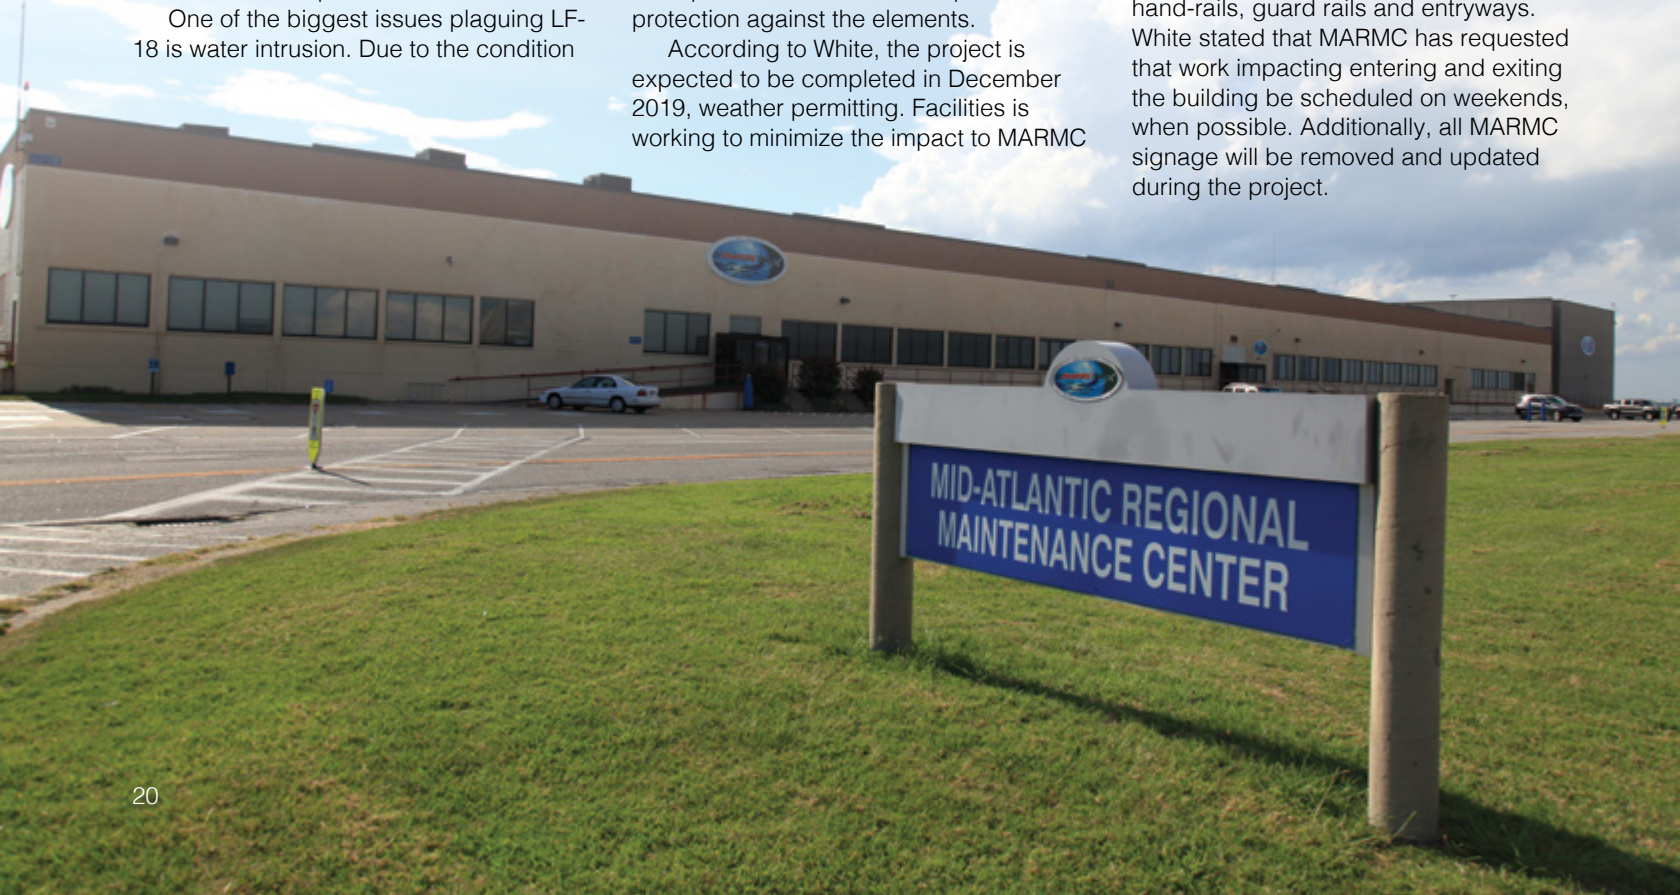 One of the biggest issues plaguing LF-
18 is water intrusion. Due to the condition
protection against the elements.
According to White, the project is
expected to be completed in December
2019, weather permitting. Facilities is
working to minimize the impact to MARMC
hand-rails, guard rails and entryways.
White stated that MARMC has requested
that work impacting entering and exiting
the building be scheduled on weekends,
when possible. Additionally, all MARMC
signage will be removed and updated
during the project.
MID-ATLANTIC REGIONAL
MAINTENANCE CENTER
20